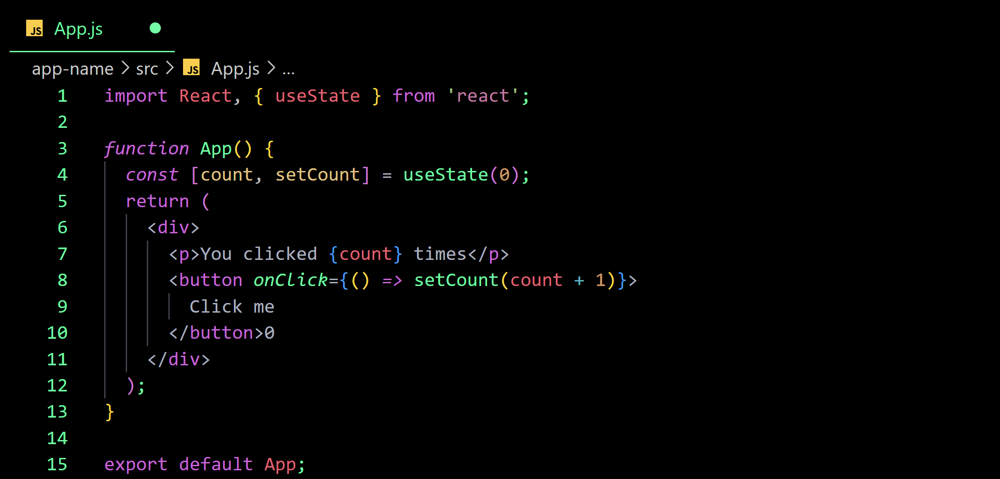 JS App.js
app-name > src > JS App.js > ...
1 import React, { useState } from 'react';
2
3 function App() {
4   const [count, setCount] = useState(0);
5   return (
6     <div>
7       <p>You clicked {count} times</p>
8       <button onClick={() => setCount(count + 1)}>
9         Click me
10       </button>0
11     </div>
12   );
13 }
14
15 export default App;